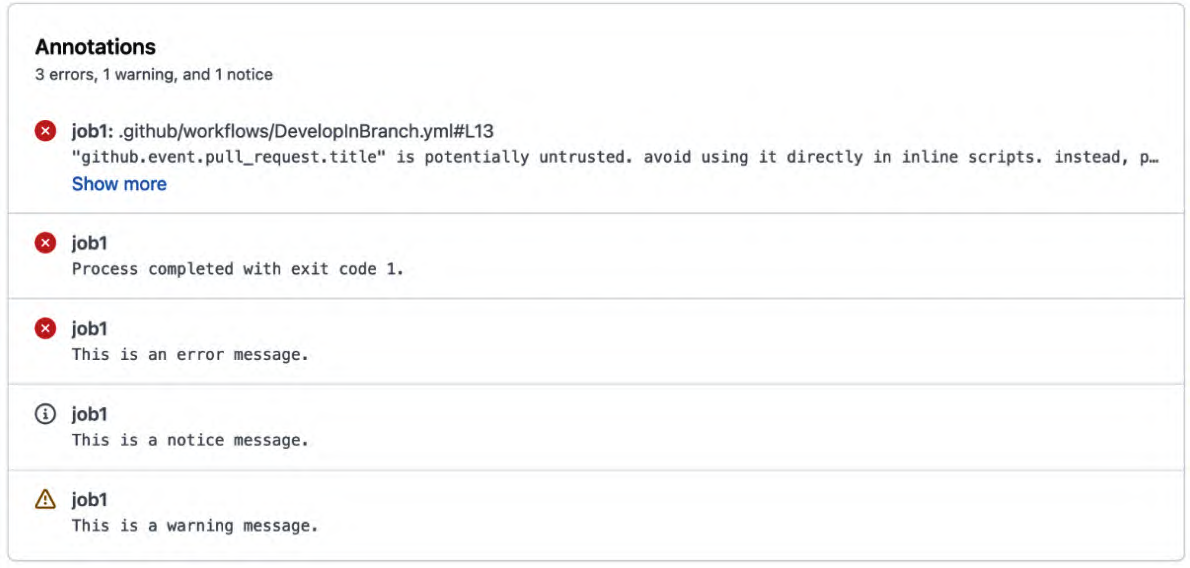 Annotations
3 errors, 1 warning, and 1 notice
job1: .github/workflows/DevelopInBranch.yml#L13
"github.event.pull_request.title" is potentially untrusted. avoid using it directly in inline scripts. instead, p…
Show more
job1
Process completed with exit code 1.
job1
This is an error message.
job1
This is a notice message.
job1
This is a warning message.